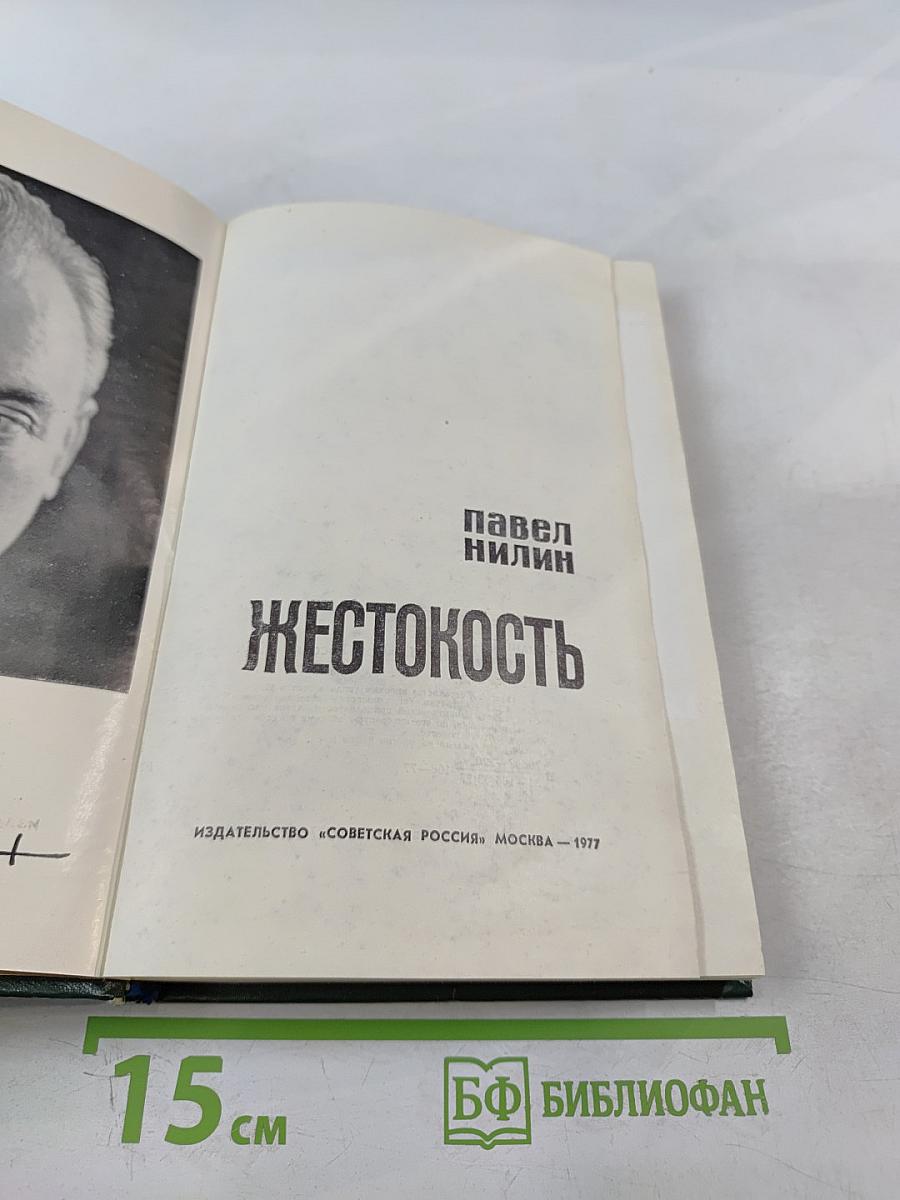 павел
нилин
ЖЕСТОКОСТЬ
ИЗДАТЕЛЬСТВО «СОВЕТСКАЯ РОССИЯ» МОСКВА — 1977
15 см
БФ БИБЛИОФАН